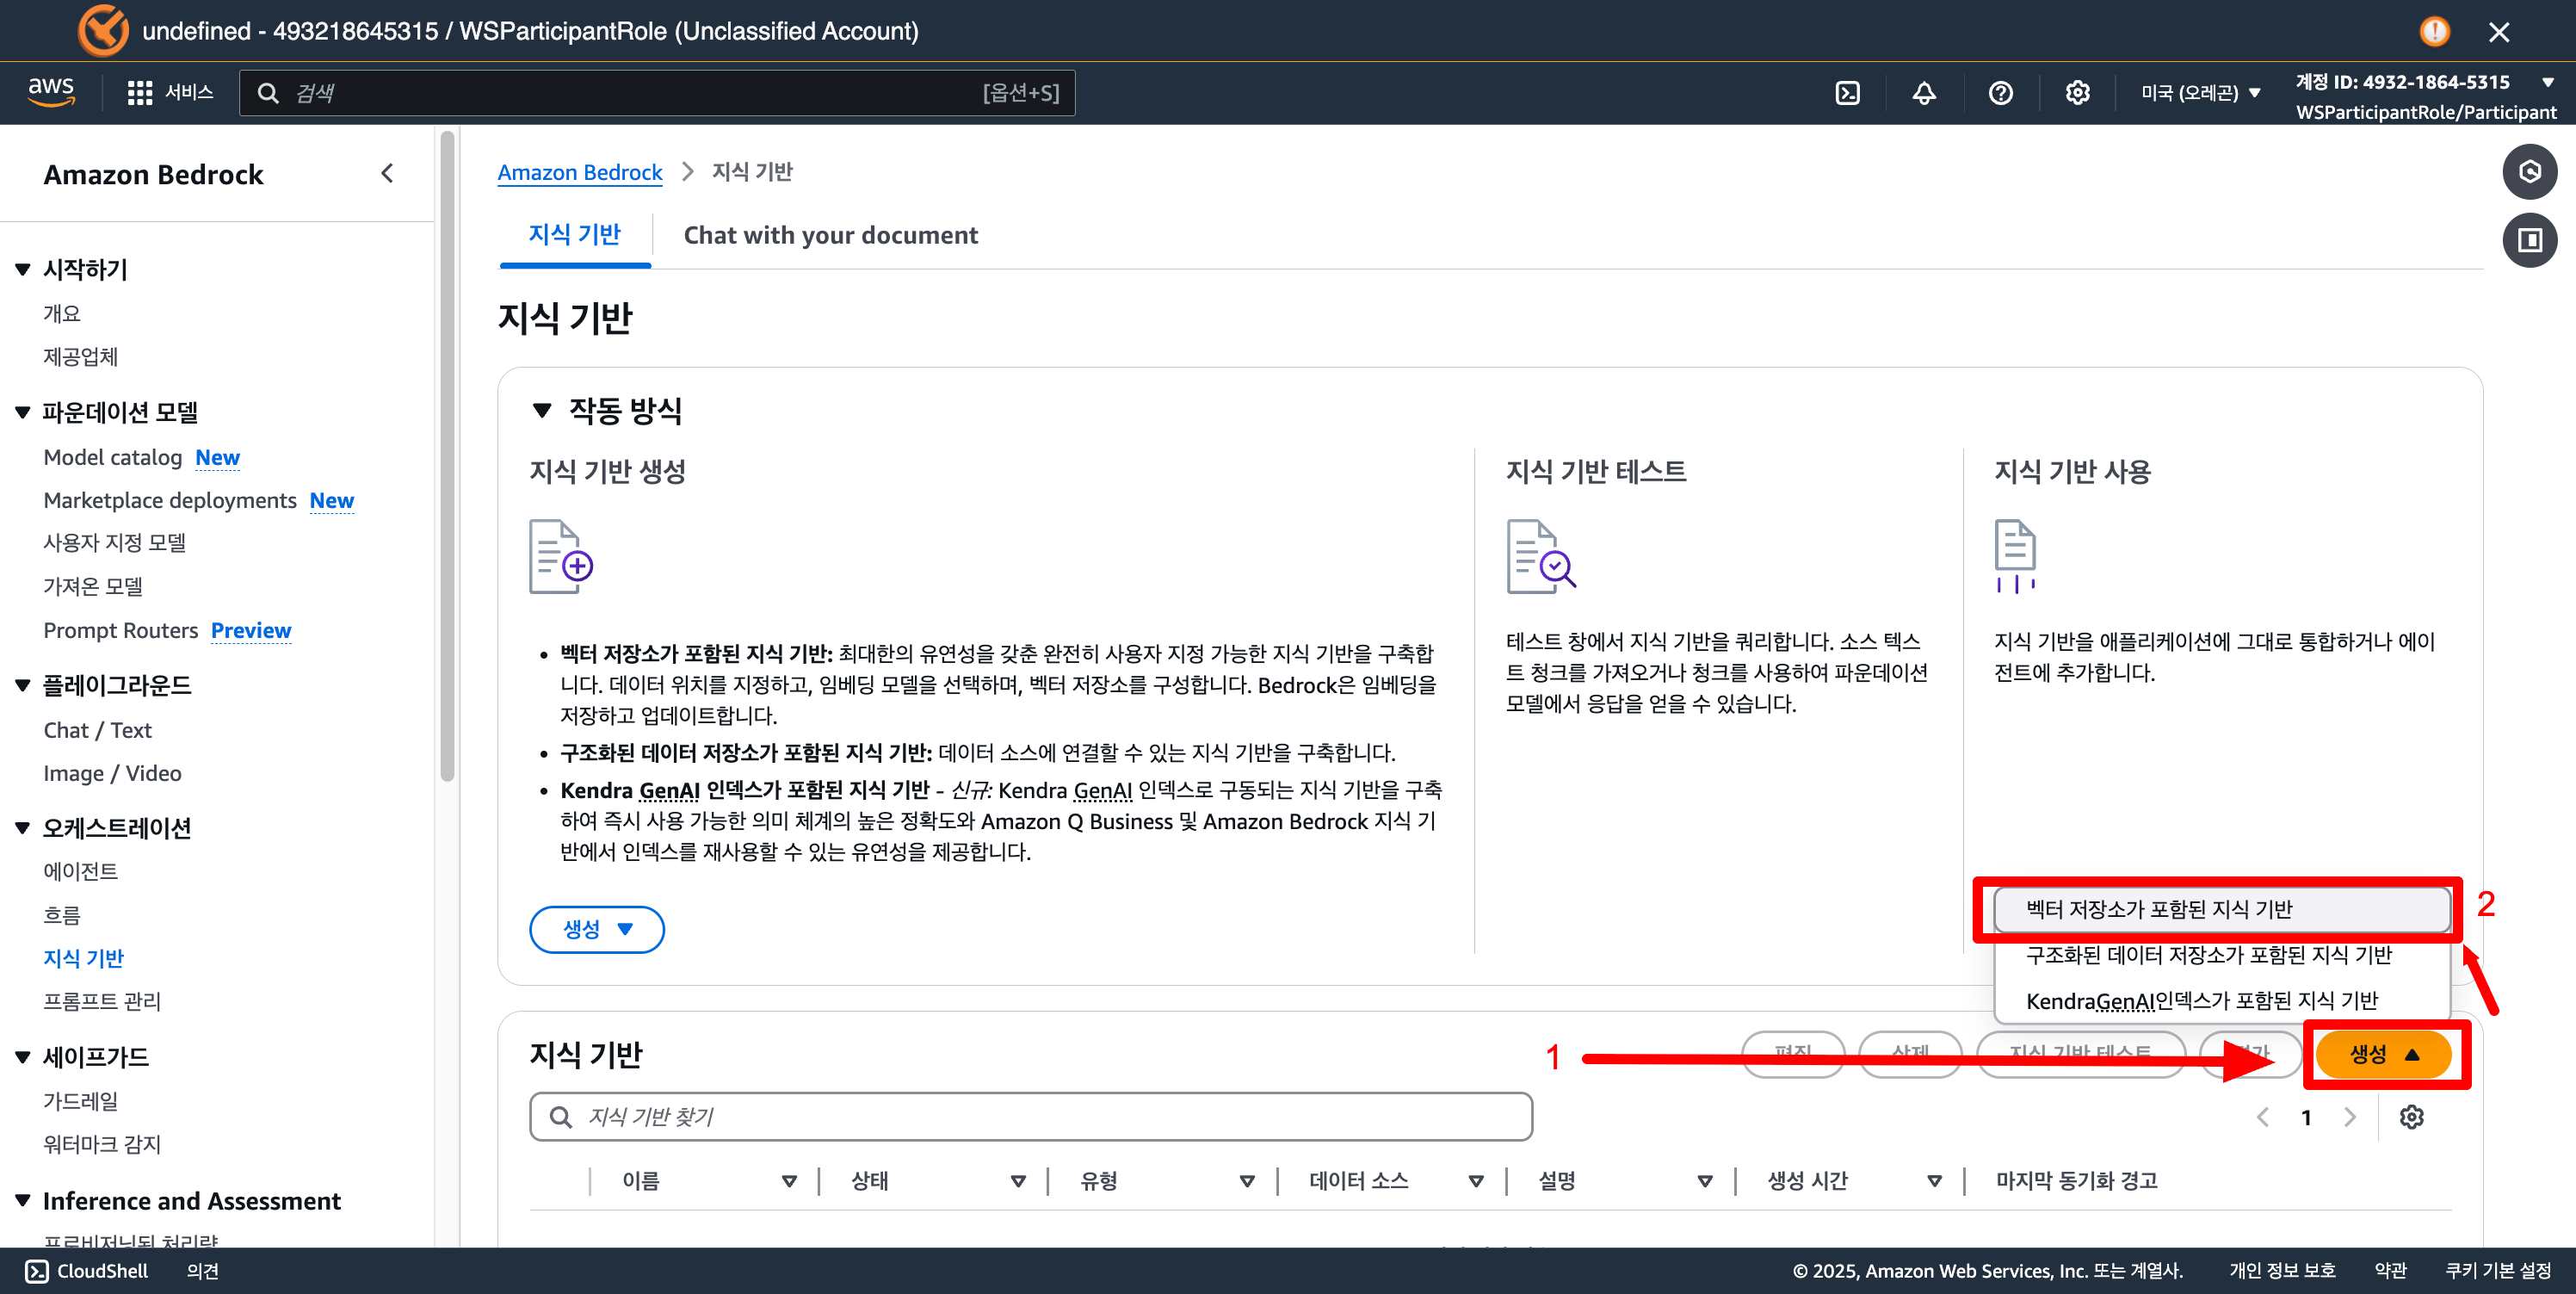 undefined - 493218645315 / WSParticipantRole (Unclassified Account)
aws
서비스
검색
[옵션+S]
미국 (오레곤)
계정 ID: 4932-1864-5315
WSParticipantRole/Participant
Amazon Bedrock
시작하기
개요
제공업체
파운데이션 모델
Model catalog New
Marketplace deployments New
사용자 지정 모델
가져온 모델
Prompt Routers Preview
플레이그라운드
Chat / Text
Image / Video
오케스트레이션
에이전트
흐름
지식 기반
프롬프트 관리
세이프가드
가드레일
워터마크 감지
Inference and Assessment
프로비저닝된 처리량
Amazon Bedrock > 지식 기반
지식 기반
Chat with your document
지식 기반
작동 방식
지식 기반 생성
벡터 저장소가 포함된 지식 기반: 최대한의 유연성을 갖춘 완전히 사용자 지정 가능한 지식 기반을 구축합
니다. 데이터 위치를 지정하고, 임베딩 모델을 선택하며, 벡터 저장소를 구성합니다. Bedrock은 임베딩을
저장하고 업데이트합니다.
구조화된 데이터 저장소가 포함된 지식 기반: 데이터 소스에 연결할 수 있는 지식 기반을 구축합니다.
Kendra GenAI 인덱스가 포함된 지식 기반 - 신규: Kendra GenAI 인덱스로 구동되는 지식 기반을 구축
하여 즉시 사용 가능한 의미 체계의 높은 정확도와 Amazon Q Business 및 Amazon Bedrock 지식 기
반에서 인덱스를 재사용할 수 있는 유연성을 제공합니다.
생성
지식 기반 테스트
테스트 창에서 지식 기반을 쿼리합니다. 소스 텍스
트 청크를 가져오거나 청크를 사용하여 파운데이션
모델에서 응답을 얻을 수 있습니다.
지식 기반 사용
지식 기반을 애플리케이션에 그대로 통합하거나 에이
전트에 추가합니다.
벡터 저장소가 포함된 지식 기반
2
구조화된 데이터 저장소가 포함된 지식 기반
KendraGenAI인덱스가 포함된 지식 기반
지식 기반
1
편집
삭제
지식 기반 테스트
생성
지식 기반 찾기
1
이름
상태
유형
데이터 소스
설명
생성 시간
마지막 동기화 경고
CloudShell
의견
© 2025, Amazon Web Services, Inc. 또는 계열사.
개인 정보 보호
약관
쿠키 기본 설정